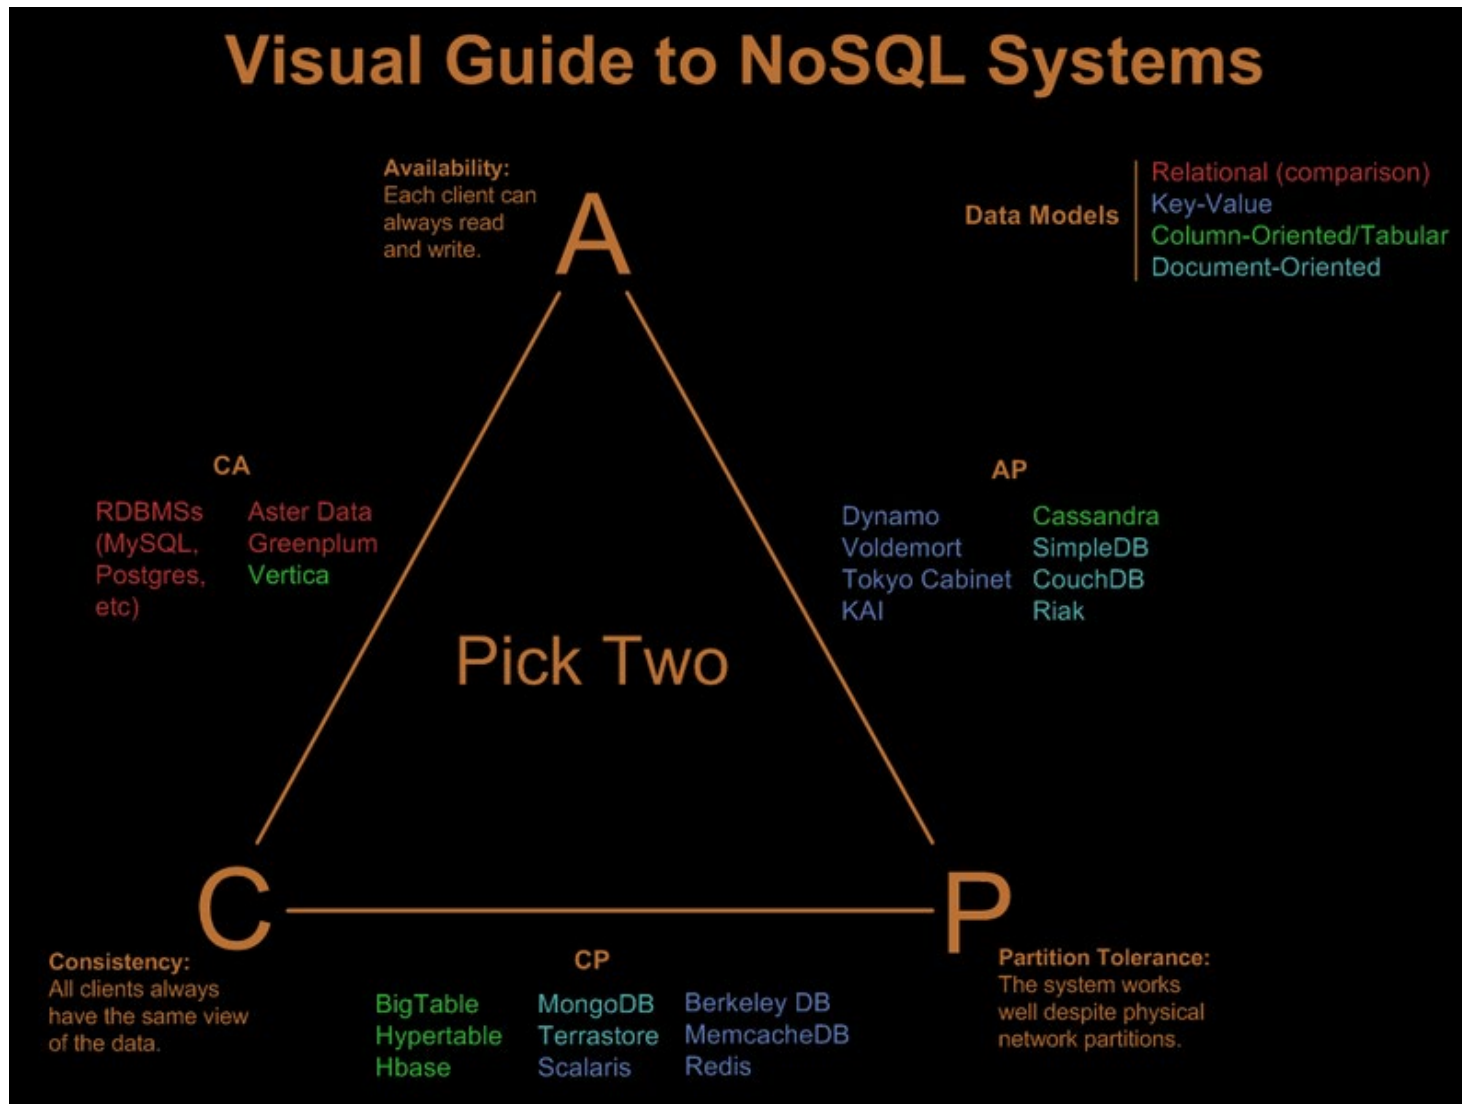 Visual Guide to NoSQL Systems
Availability:
Each client can
always read
and write.
A
Data Models
Relational (comparison)
Key-Value
Column-Oriented/Tabular
Document-Oriented
CA
RDBMSs
(MySQL,
Postgres,
etc)
Aster Data
Greenplum
Vertica
AP
Dynamo
Voldemort
Tokyo Cabinet
KAI
Cassandra
SimpleDB
CouchDB
Riak
Pick Two
C
Consistency:
All clients always
have the same view
of the data.
CP
BigTable
Hypertable
Hbase
MongoDB
Terrastore
Scalaris
Berkeley DB
MemcacheDB
Redis
P
Partition Tolerance:
The system works
well despite physical
network partitions.